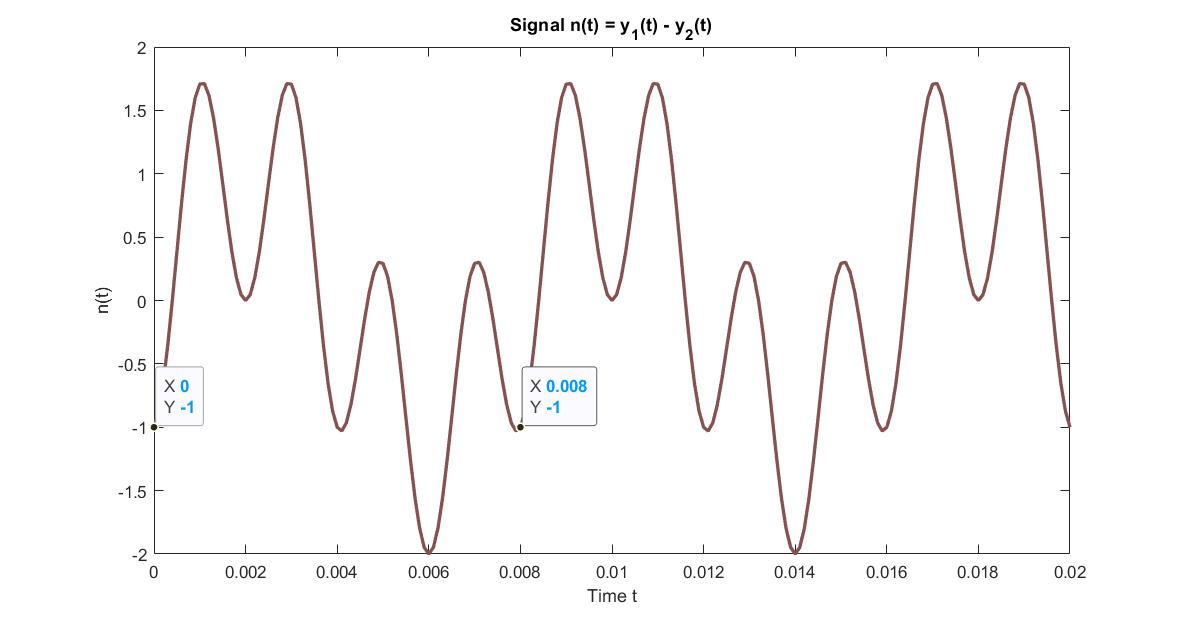 Signal n(t) = y1(t) - y2(t)
2
1.5
1
0.5
0
-0.5
-1
-1.5
-2
n(t)
X 0
Y -1
X 0.008
Y -1
0 0.002 0.004 0.006 0.008 0.01 0.012 0.014 0.016 0.018 0.02
Time t